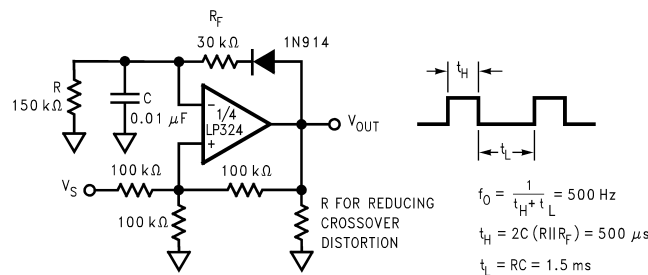 R_F
30 kΩ
1N914
R
150 kΩ
C
0.01 μF
−
1/4
LP324
+
V_OUT
V_S
100 kΩ
100 kΩ
100 kΩ
R FOR REDUCING
CROSSOVER
DISTORTION
t_H
t_L
f_O = 1 / (t_H + t_L) = 500 Hz
t_H = 2C (R||R_F) = 500 μs
t_L = RC = 1.5 ms